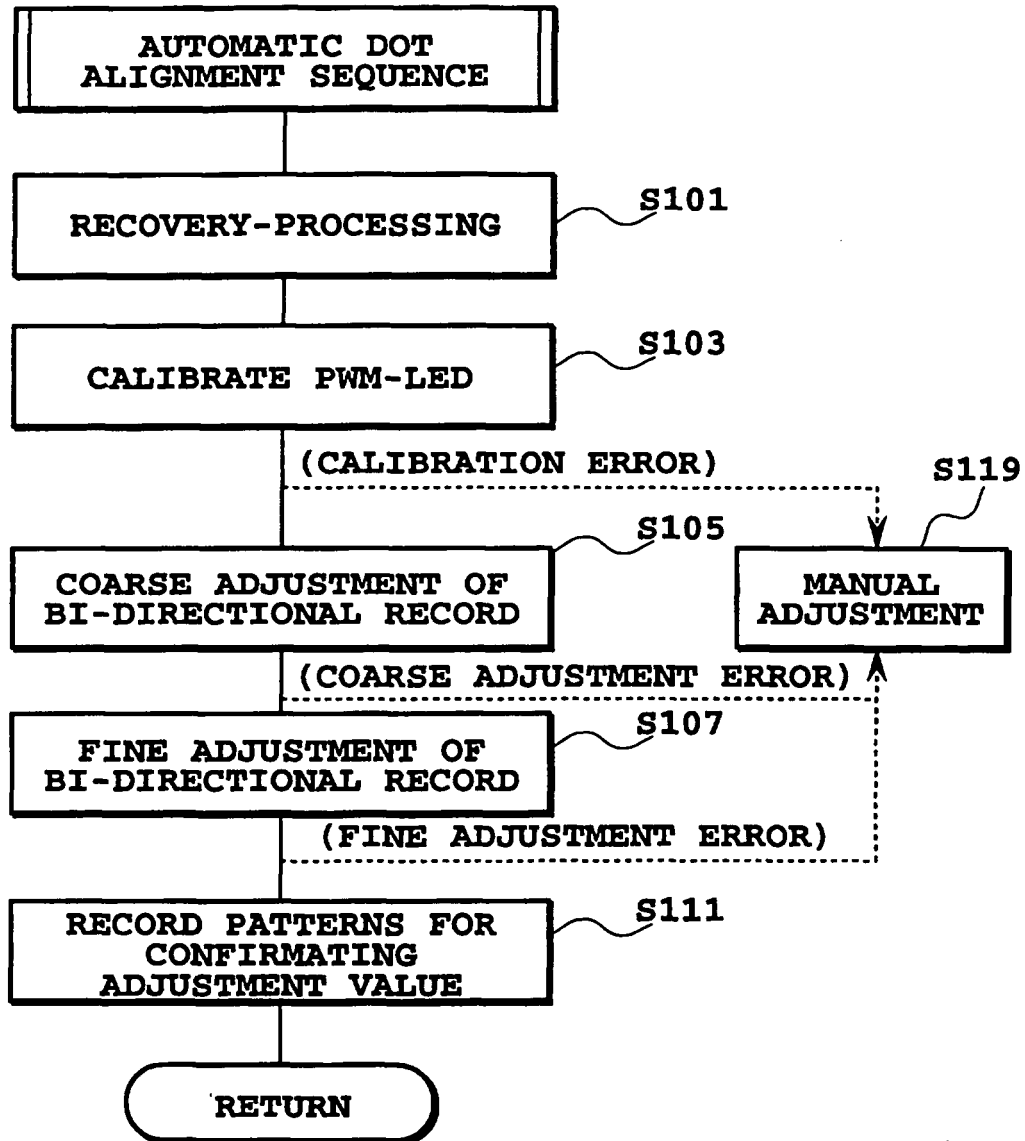 AUTOMATIC DOT
ALIGNMENT SEQUENCE
S101
RECOVERY-PROCESSING
S103
CALIBRATE PWM-LED
(CALIBRATION ERROR)
S119
S105
COARSE ADJUSTMENT OF
BI-DIRECTIONAL RECORD
MANUAL
ADJUSTMENT
(COARSE ADJUSTMENT ERROR)
S107
FINE ADJUSTMENT OF
BI-DIRECTIONAL RECORD
(FINE ADJUSTMENT ERROR)
S111
RECORD PATTERNS FOR
CONFIRMATING
ADJUSTMENT VALUE
RETURN